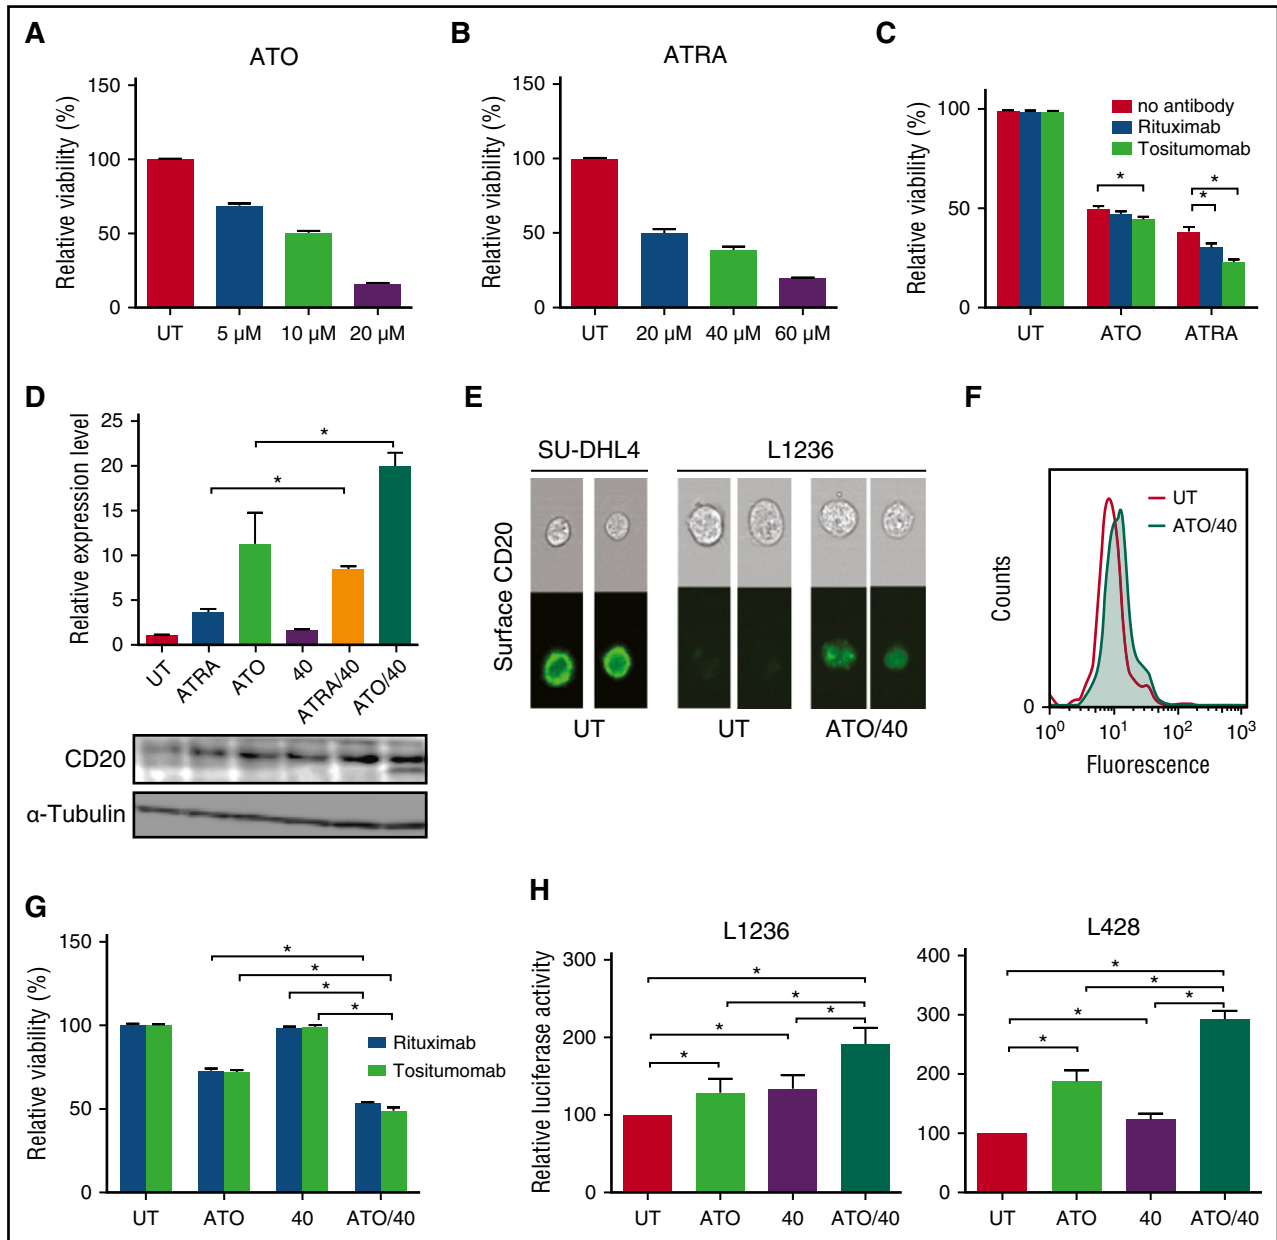 A
ATO
Relative viability (%)
150
100
50
0
UT 5 µM 10 µM 20 µM
B
ATRA
Relative viability (%)
150
100
50
0
UT 20 µM 40 µM 60 µM
C
Relative viability (%)
100
50
0
no antibody
Rituximab
Tositumomab
*
*
*
UT ATO ATRA
D
Relative expression level
25
20
15
10
5
0
*
*
UT ATRA ATO 40 ATRA/40 ATO/40
CD20
α-Tubulin
E
SU-DHL4 L1236
Surface CD20
UT UT ATO/40
F
UT
ATO/40
Counts
0
10⁰ 10¹ 10² 10³
Fluorescence
G
Relative viability (%)
150
100
50
0
*
*
*
*
Rituximab
Tositumomab
UT ATO 40 ATO/40
H
L1236
Relative luciferase activity
300
200
100
0
*
*
*
*
*
UT ATO 40 ATO/40
L428
400
300
200
100
0
*
*
*
*
*
UT ATO 40 ATO/40